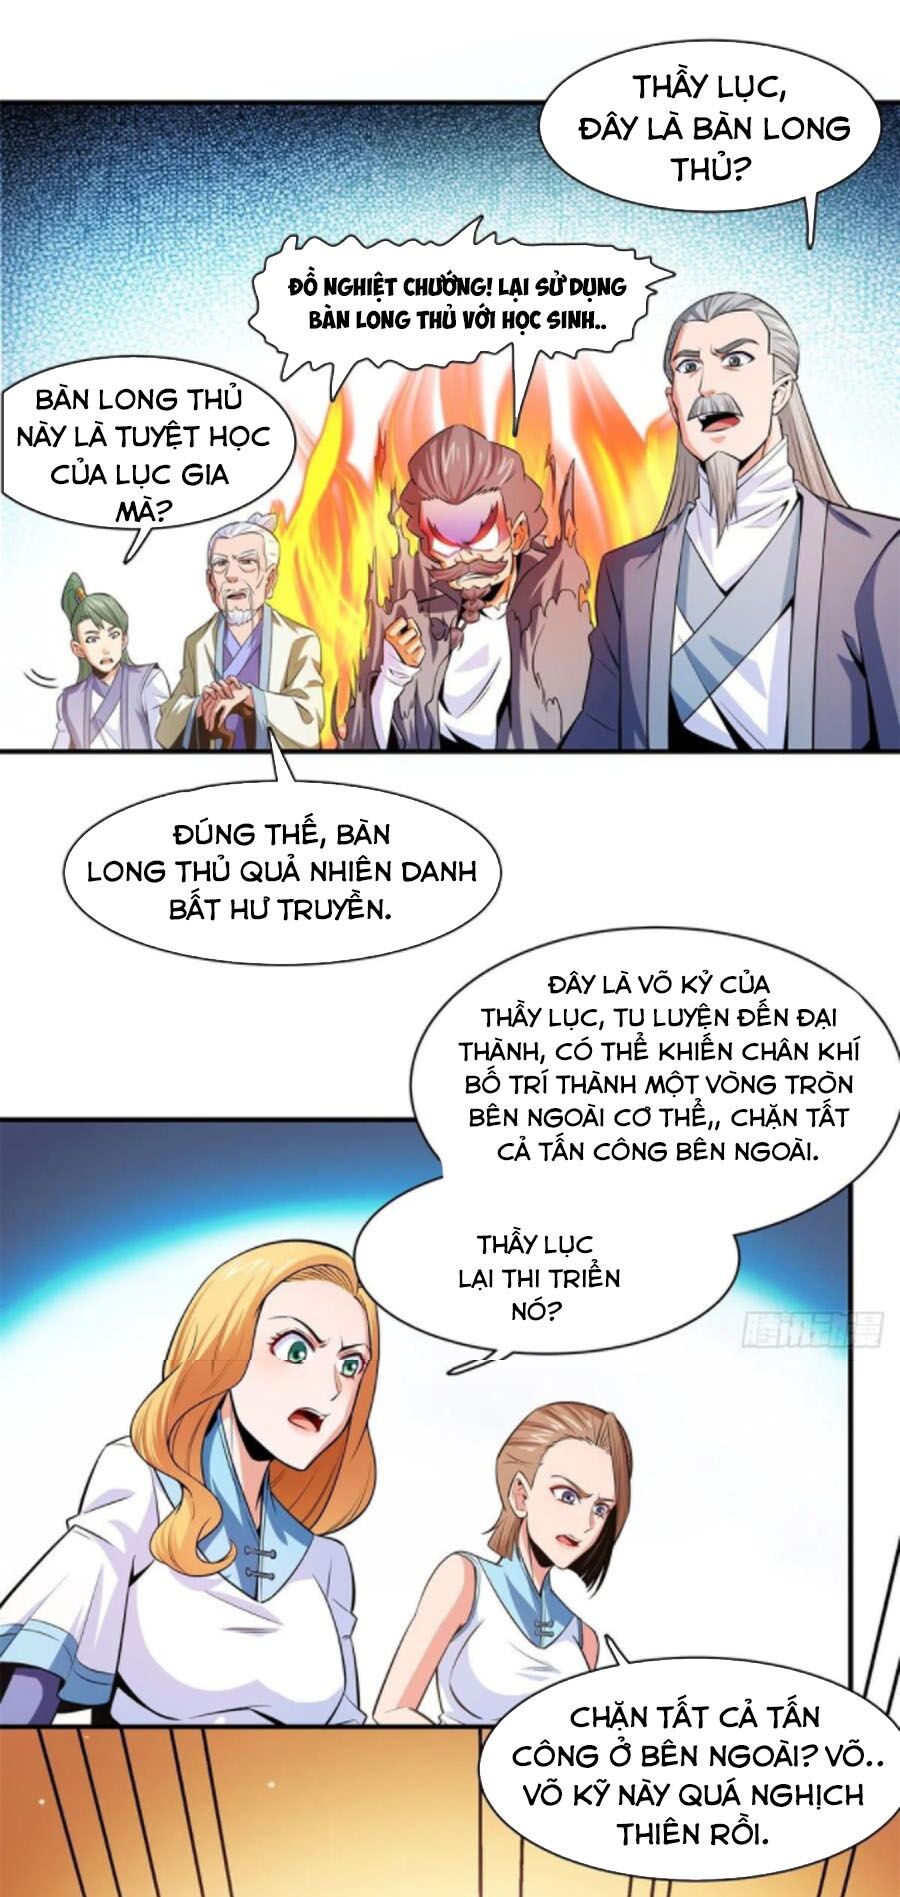 THẦY LỤC,
ĐÂY LÀ BÀN LONG
THỦ?
ĐỒ NGHIỆT CHƯỚNG! LẠI SỬ DỤNG
BÀN LONG THỦ VỚI HỌC SINH..
BÀN LONG THỦ
NÀY LÀ TUYỆT HỌC
CỦA LỤC GIA
MÀ?
ĐÚNG THẾ, BÀN
LONG THỦ QUẢ NHIÊN DANH
BẤT HƯ TRUYỀN.
ĐÂY LÀ VÕ KỶ CỦA
THẦY LỤC, TU LUYỆN ĐẾN ĐẠI
THÀNH, CÓ THỂ KHIẾN CHÂN KHÍ
BỐ TRÍ THÀNH MỘT VÒNG TRÒN
BÊN NGOÀI CƠ THỂ,, CHẶN TẤT
CẢ TẤN CÔNG BÊN NGOÀI.
THẦY LỤC
LẠI THI TRIỂN
NÓ?
腾讯动漫
CHẶN TẤT CẢ TẤN
CÔNG Ở BÊN NGOÀI? VÕ..
VÕ KỸ NÀY QUÁ NGHỊCH
THIÊN RỒI.